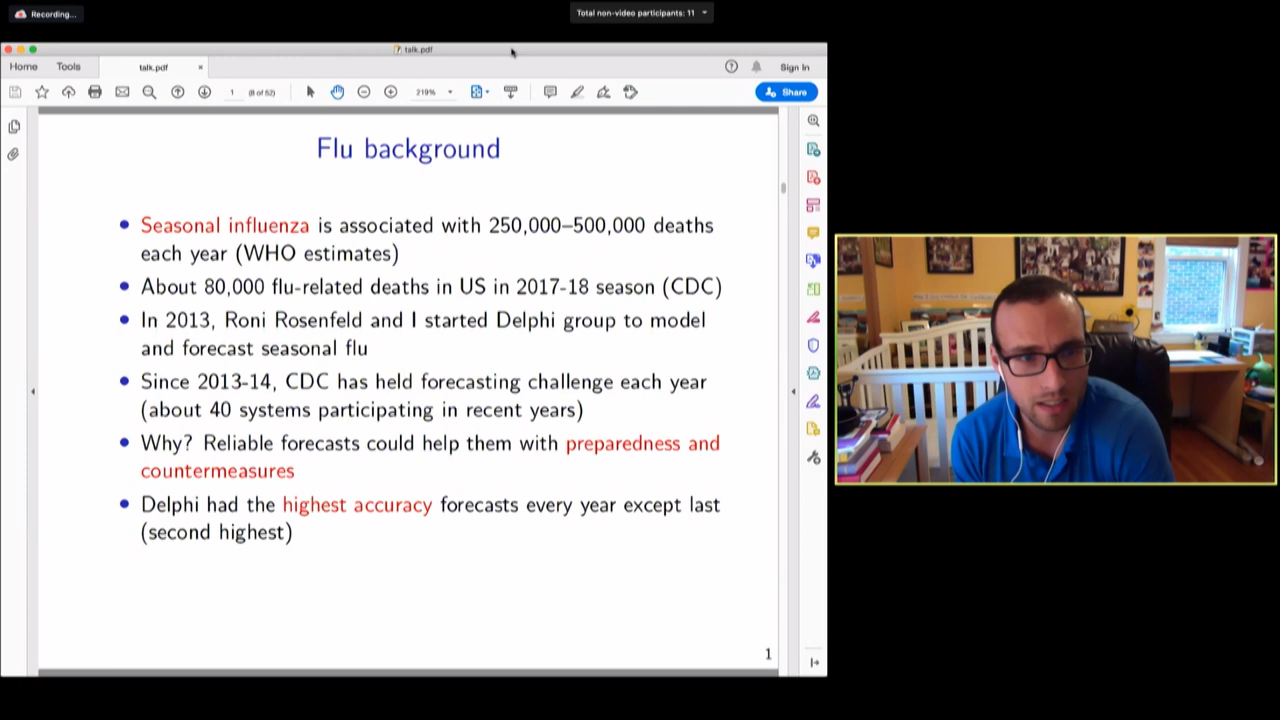 Recording...
Total non-video participants: 11
talk.pdf
Home Tools talk.pdf × Sign In
1 (8 of 52) 219% Share
Flu background
• Seasonal influenza is associated with 250,000–500,000 deaths
each year (WHO estimates)
• About 80,000 flu-related deaths in US in 2017-18 season (CDC)
• In 2013, Roni Rosenfeld and I started Delphi group to model
and forecast seasonal flu
• Since 2013-14, CDC has held forecasting challenge each year
(about 40 systems participating in recent years)
• Why? Reliable forecasts could help them with preparedness and
countermeasures
• Delphi had the highest accuracy forecasts every year except last
(second highest)
1